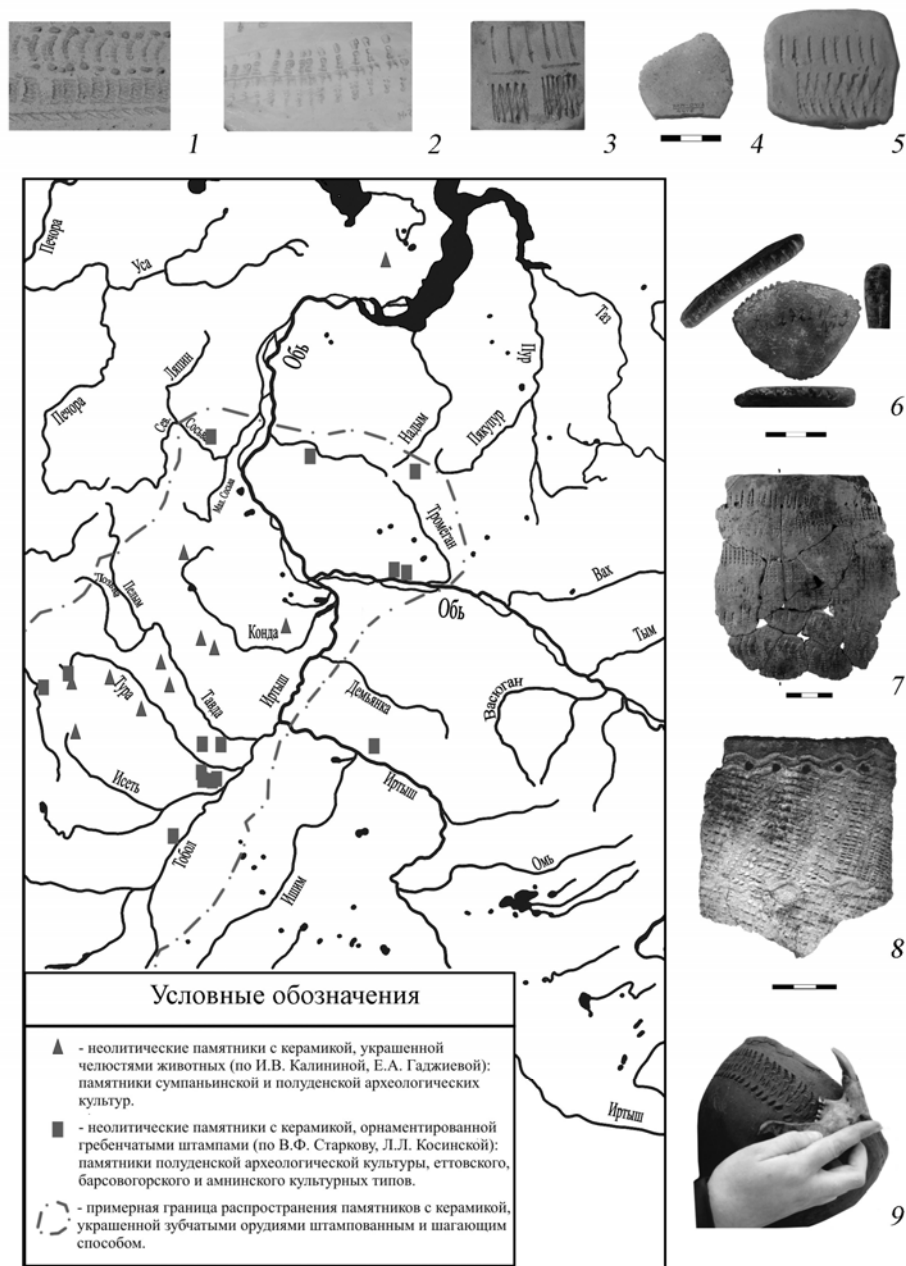 1
2
3
4
5
Печора
Уса
Обь
Таз
Пур
Ляпин
Печора
Сев.
Сосьва
Надым
Пякупур
Мал. Сосьва
Тромёган
Пелым
Обь
Вах
Конда
Тым
Иртыш
Демьянка
Васюган
Тура
Тавда
Исеть
Иртыш
Тобол
Ишим
Омь
Иртыш
6
7
8
9
Условные обозначения
- неолитические памятники с керамикой, украшенной
челюстями животных (по И.В. Калининой, Е.А. Гаджиевой):
памятники сумпаньинской и полуденской археологических
культур.
- неолитические памятники с керамикой, орнаментированной
гребенчатыми штампами (по В.Ф. Старкову, Л.Л. Косинской):
памятники полуденской археологической культуры, еттовского,
барсовогорского и амнинского культурных типов.
- примерная граница распространения памятников с керамикой,
украшенной зубчатыми орудиями штампованным и шагающим
способом.